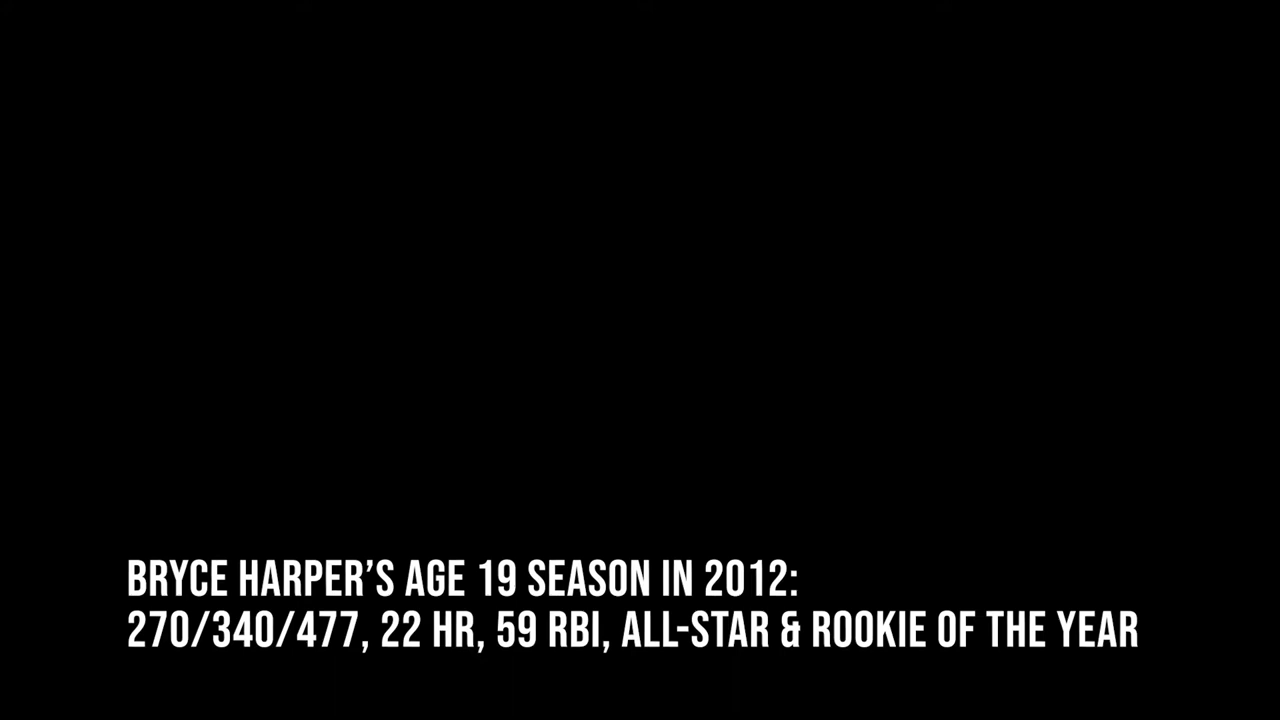 BRYCE HARPER’S AGE 19 SEASON IN 2012:
270/340/477, 22 HR, 59 RBI, ALL-STAR & ROOKIE OF THE YEAR